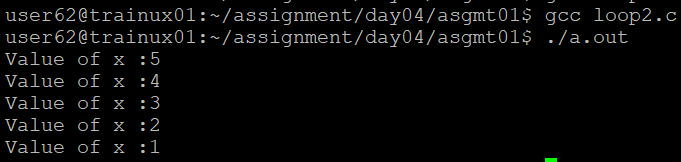 user62@trainux01:~/assignment/day04/asgmt01$ gcc loop2.c
user62@trainux01:~/assignment/day04/asgmt01$ ./a.out
Value of x :5
Value of x :4
Value of x :3
Value of x :2
Value of x :1